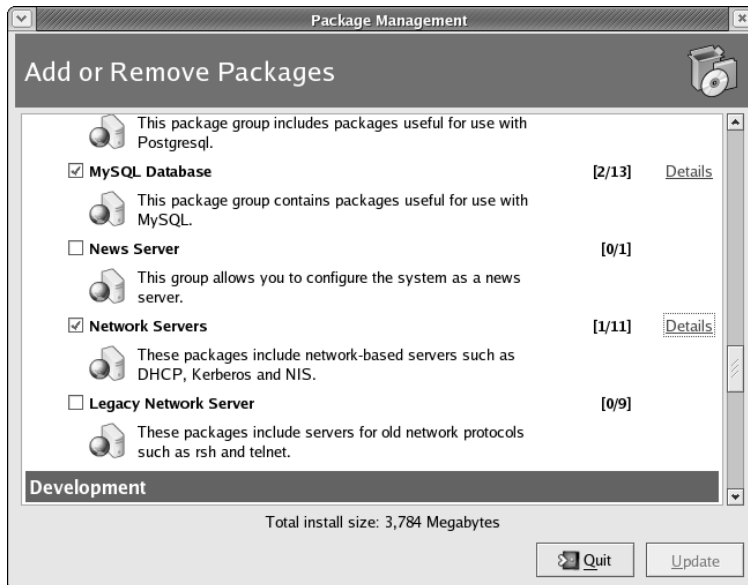 Package Management
Add or Remove Packages
This package group includes packages useful for use with
Postgresql.
MySQL Database [2/13] Details
This package group contains packages useful for use with
MySQL.
News Server [0/1]
This group allows you to configure the system as a news
server.
Network Servers [1/11] Details
These packages include network-based servers such as
DHCP, Kerberos and NIS.
Legacy Network Server [0/9]
These packages include servers for old network protocols
such as rsh and telnet.
Development
Total install size: 3,784 Megabytes
Quit Update